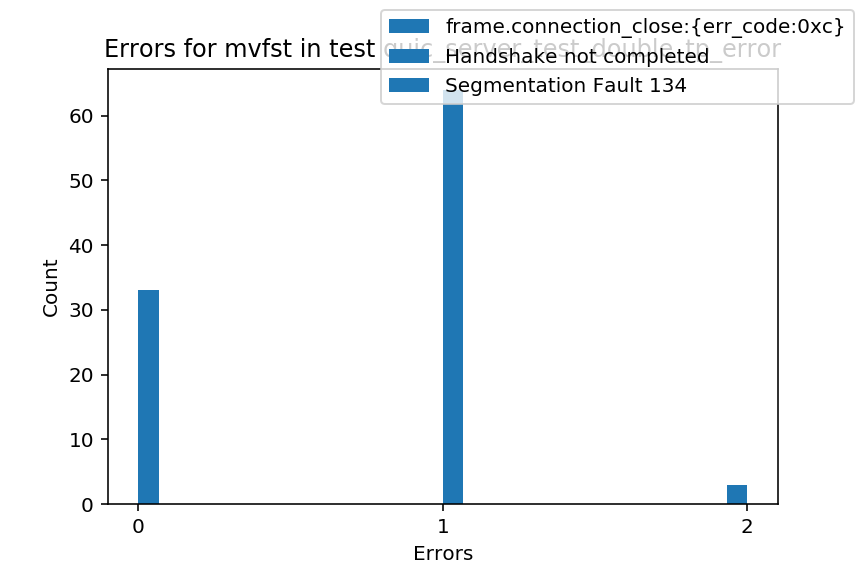 Errors for mvfst in test quic_server_test_double_tp_error
frame.connection_close:{err_code:0xc}
Handshake not completed
Segmentation Fault 134
60
50
40
30
20
10
0
Count
0 1 2
Errors